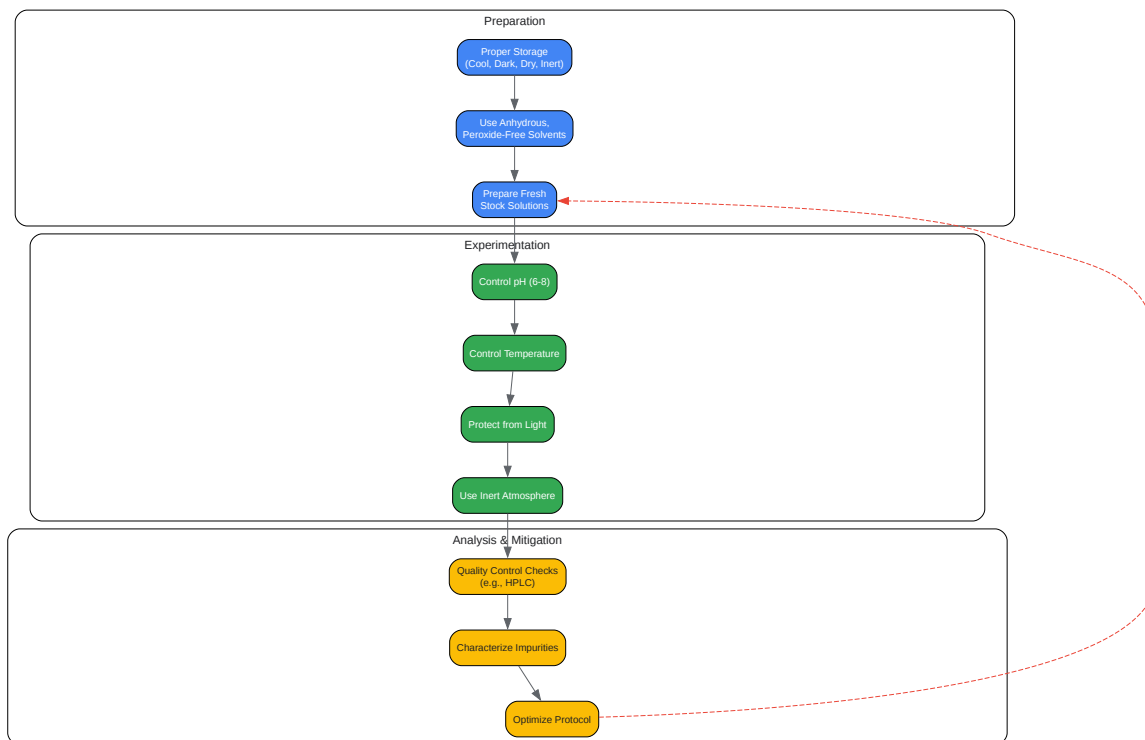 Preparation
Proper Storage
(Cool, Dark, Dry, Inert)
Use Anhydrous,
Peroxide-Free Solvents
Prepare Fresh
Stock Solutions
Experimentation
Control pH (6-8)
Control Temperature
Protect from Light
Use Inert Atmosphere
Analysis & Mitigation
Quality Control Checks
(e.g., HPLC)
Characterize Impurities
Optimize Protocol